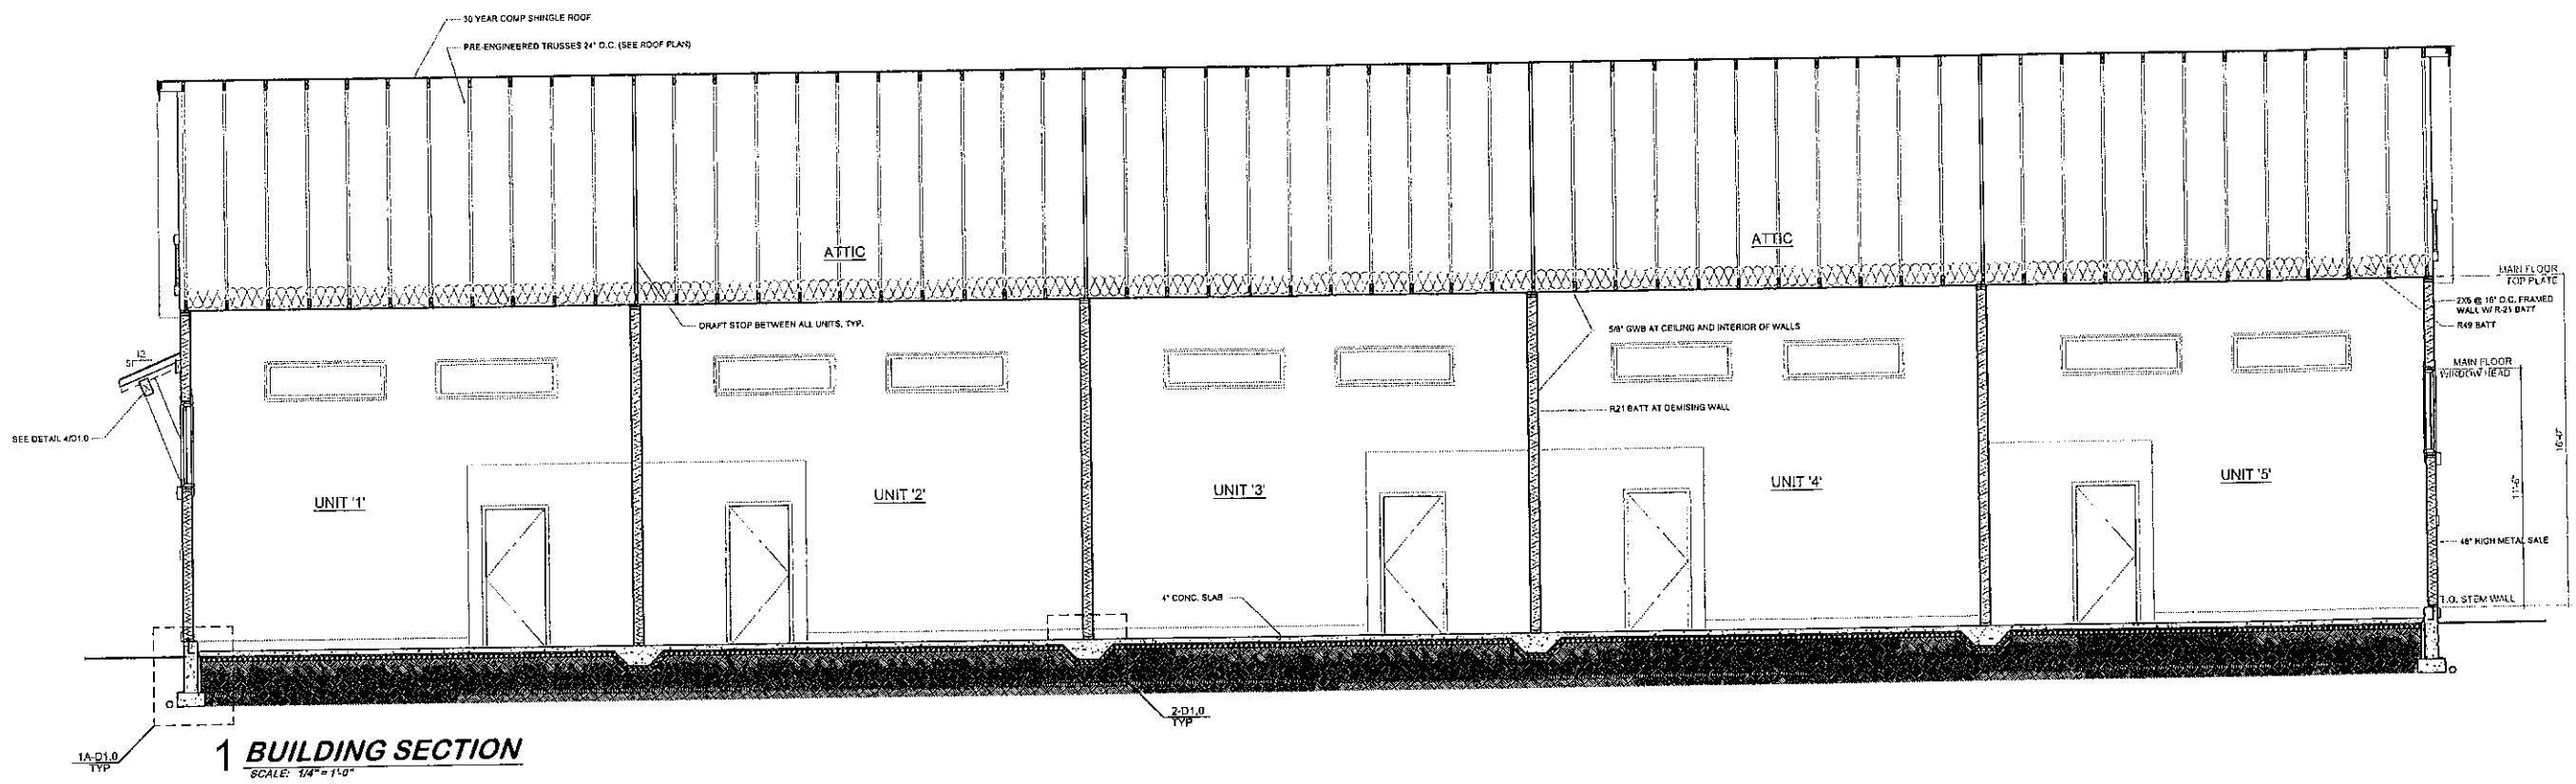 30 YEAR COMP SHINGLE ROOF
PRE-ENGINEERED TRUSSES 24" O.C. (SEE ROOF PLAN)
ATTIC
ATTIC
MAIN FLOOR
TOP PLATE
2X6 @ 16" O.C. FRAMED
WALL W/ R-21 BATT
R49 BATT
DRAFT STOP BETWEEN ALL UNITS, TYP.
5/8" GWB AT CEILING AND INTERIOR OF WALLS
12
5
MAIN FLOOR
WINDOW HEAD
R21 BATT AT DEMISING WALL
SEE DETAIL 4/D1.0
16'-0"
UNIT '1'
UNIT '2'
UNIT '3'
UNIT '4'
UNIT '5'
11'-6"
48" HIGH METAL SALE
4" CONC. SLAB
T.O. STEM WALL
2-D1.0
TYP
1A-D1.0
TYP
1 BUILDING SECTION
SCALE: 1/4" = 1'-0"